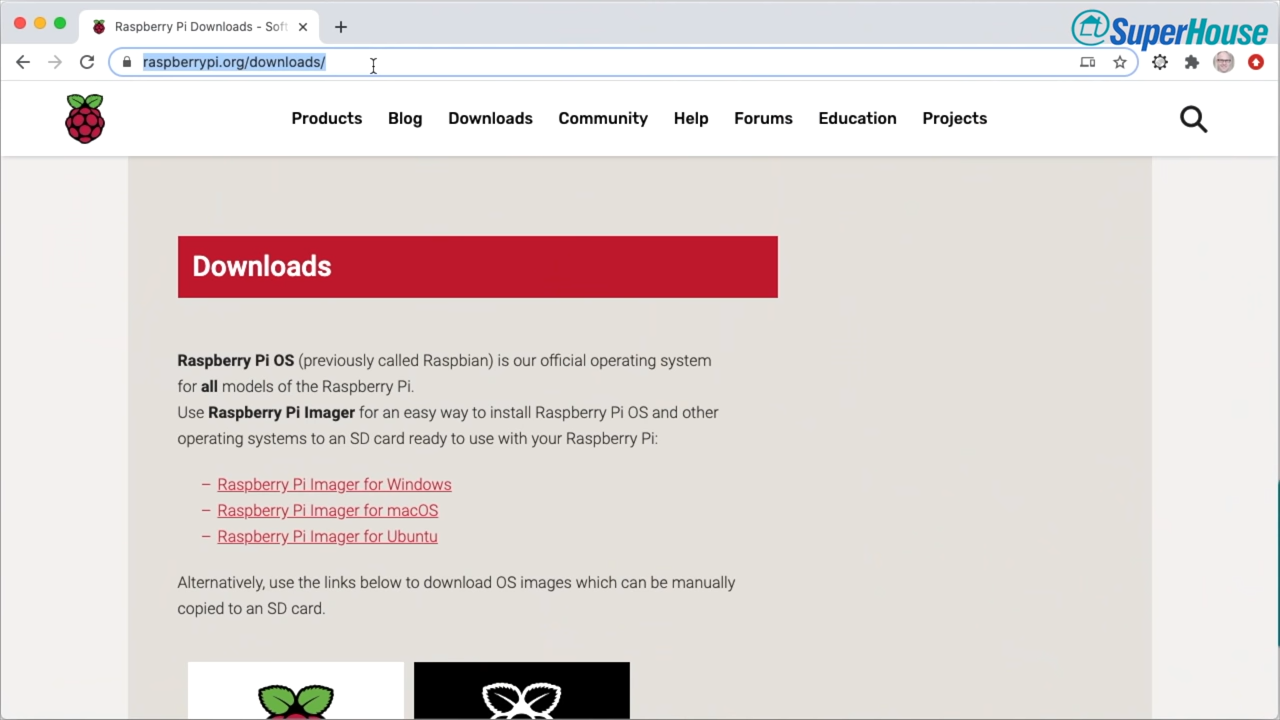 Raspberry Pi Downloads - Soft
@SuperHouse
raspberrypi.org/downloads/
Products Blog Downloads Community Help Forums Education Projects
Downloads
Raspberry Pi OS (previously called Raspbian) is our official operating system
for all models of the Raspberry Pi.
Use Raspberry Pi Imager for an easy way to install Raspberry Pi OS and other
operating systems to an SD card ready to use with your Raspberry Pi:
– Raspberry Pi Imager for Windows
– Raspberry Pi Imager for macOS
– Raspberry Pi Imager for Ubuntu
Alternatively, use the links below to download OS images which can be manually
copied to an SD card.